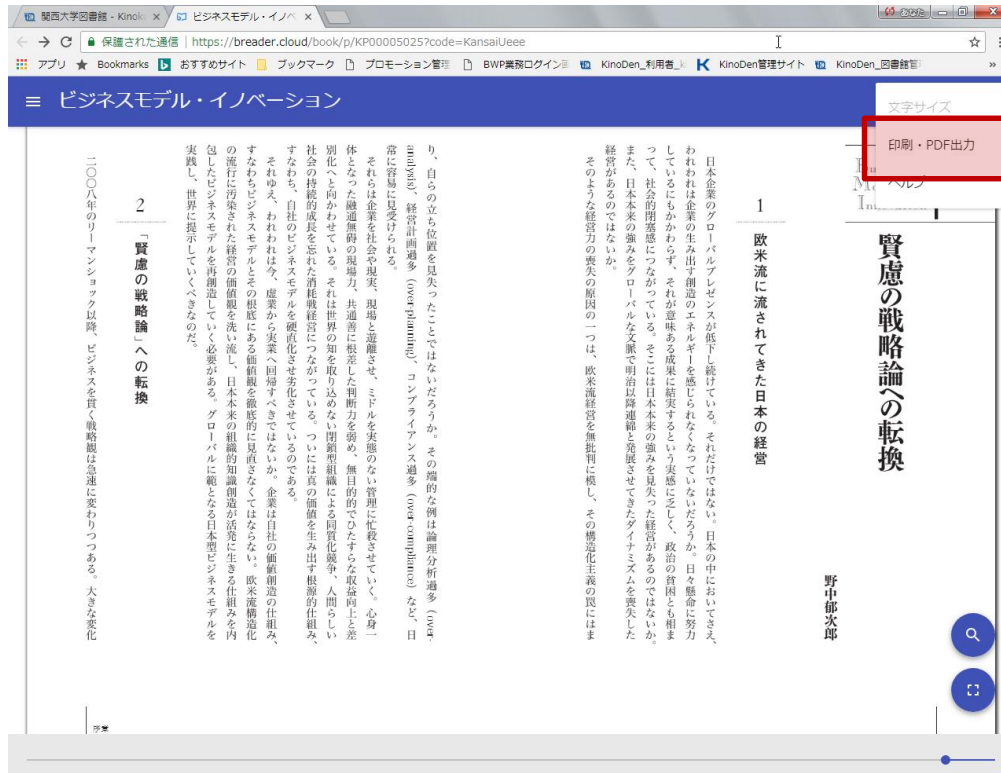 関西大学図書館 - Kino
ビジネスモデル・イノベ
あなた
保護された通信 | https://breader.cloud/book/p/KP00005025?code=KansaiUeee
アプリ
Bookmarks
おすすめサイト
ブックマーク
プロモーション管理
BWP業務ログイン
KinoDen_利用者_
KinoDen管理サイト
KinoDen_図書館管
»
ビジネスモデル・イノベーション
文字サイズ
印刷・PDF出力
ヘルプ
賢慮の戦略論への転換
野中郁次郎
1
欧米流に流されてきた日本の経営
日本企業のグローバルプレゼンスが低下し続けている。それだけではない。日本の中においてさえ、
われわれは企業の生み出す創造のエネルギーを感じられなくなっていないだろうか。日々懸命に努力
しているにもかかわらず、それが意味ある成果に結実するという実感に乏しく、政治の貧困とも相ま
って、社会的閉塞感につながっている。そこには日本本来の強みを見失った経営があるのではないか。
また、日本本来の強みをグローバルな文脈で明治以降連綿と発展させてきたダイナミズムを喪失した
経営があるのではないか。
そのような経営力の喪失の原因の一つは、欧米流経営を無批判に模し、その構造化主義の罠にはま
り、自らの立ち位置を見失ったことではないだろうか。その端的な例は論理分析過多（over-
analysis)、経営計画過多（over-planning)、コンプライアンス過多（over-compliance）など、日
常に容易に見受けられる。
それらは企業を社会や現実、現場と遊離させ、ミドルを実態のない管理に忙殺させていく。心身一
体となった融通無碍の現場力、共通善に根差した判断力を弱め、無目的的でひたすらな収益向上と差
別化へと向かわせている。それは世界の知を取り込めない閉鎖型組織による同質化競争、人間らしい
社会の持続的成長を忘れた消耗戦経営につながっている。ついには真の価値を生み出す根源的仕組み、
すなわち、自社のビジネスモデルを硬直化させ劣化させているのである。
それゆえ、われわれは今、虚業から実業へ回帰すべきではないか。企業は自社の価値創造の仕組み、
すなわちビジネスモデルとその根底にある価値観を徹底的に見直さなくてはならない。欧米流構造化
の流行に汚染された経営の価値観を洗い流し、日本本来の組織的知識創造が活発に生きる仕組みを内
包したビジネスモデルを再創造していく必要がある。グローバルに範となる日本型ビジネスモデルを
実践し、世界に提示していくべきなのだ。
2
「賢慮の戦略論」への転換
二〇〇八年のリーマンショック以降、ビジネスを貫く戦略観は急速に変わりつつある。大きな変化